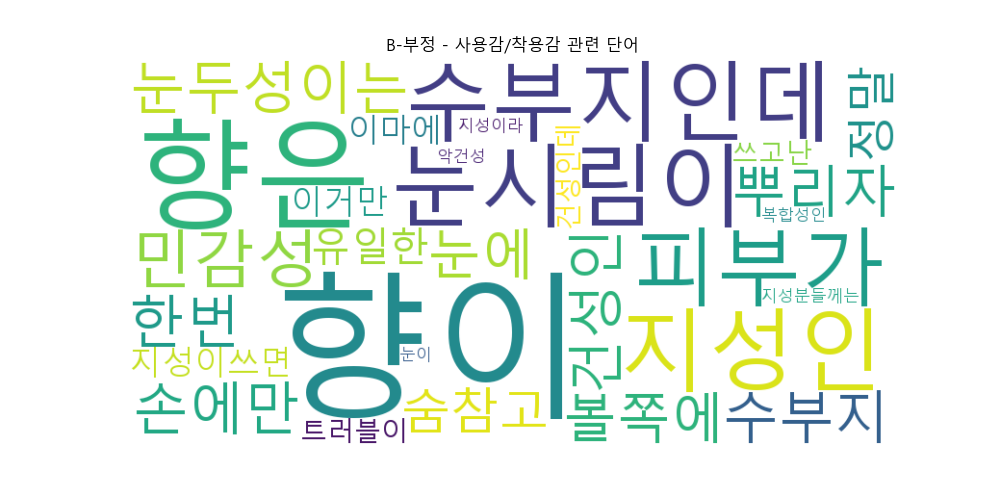 B-부정 - 사용감/착용감 관련 단어
눈두성이는
수부지인데
정말
이마에
지성이라
악건성
건성인데
쓰고난
향은
눈시림이
뿌리자
이거만
복합성인
민감성
유일한
눈에
건성인
피부가
한번
향이
지성분들께는
지성인
지성이쓰면
눈이
손에만
트러블이
숨참고
볼쪽에
수부지